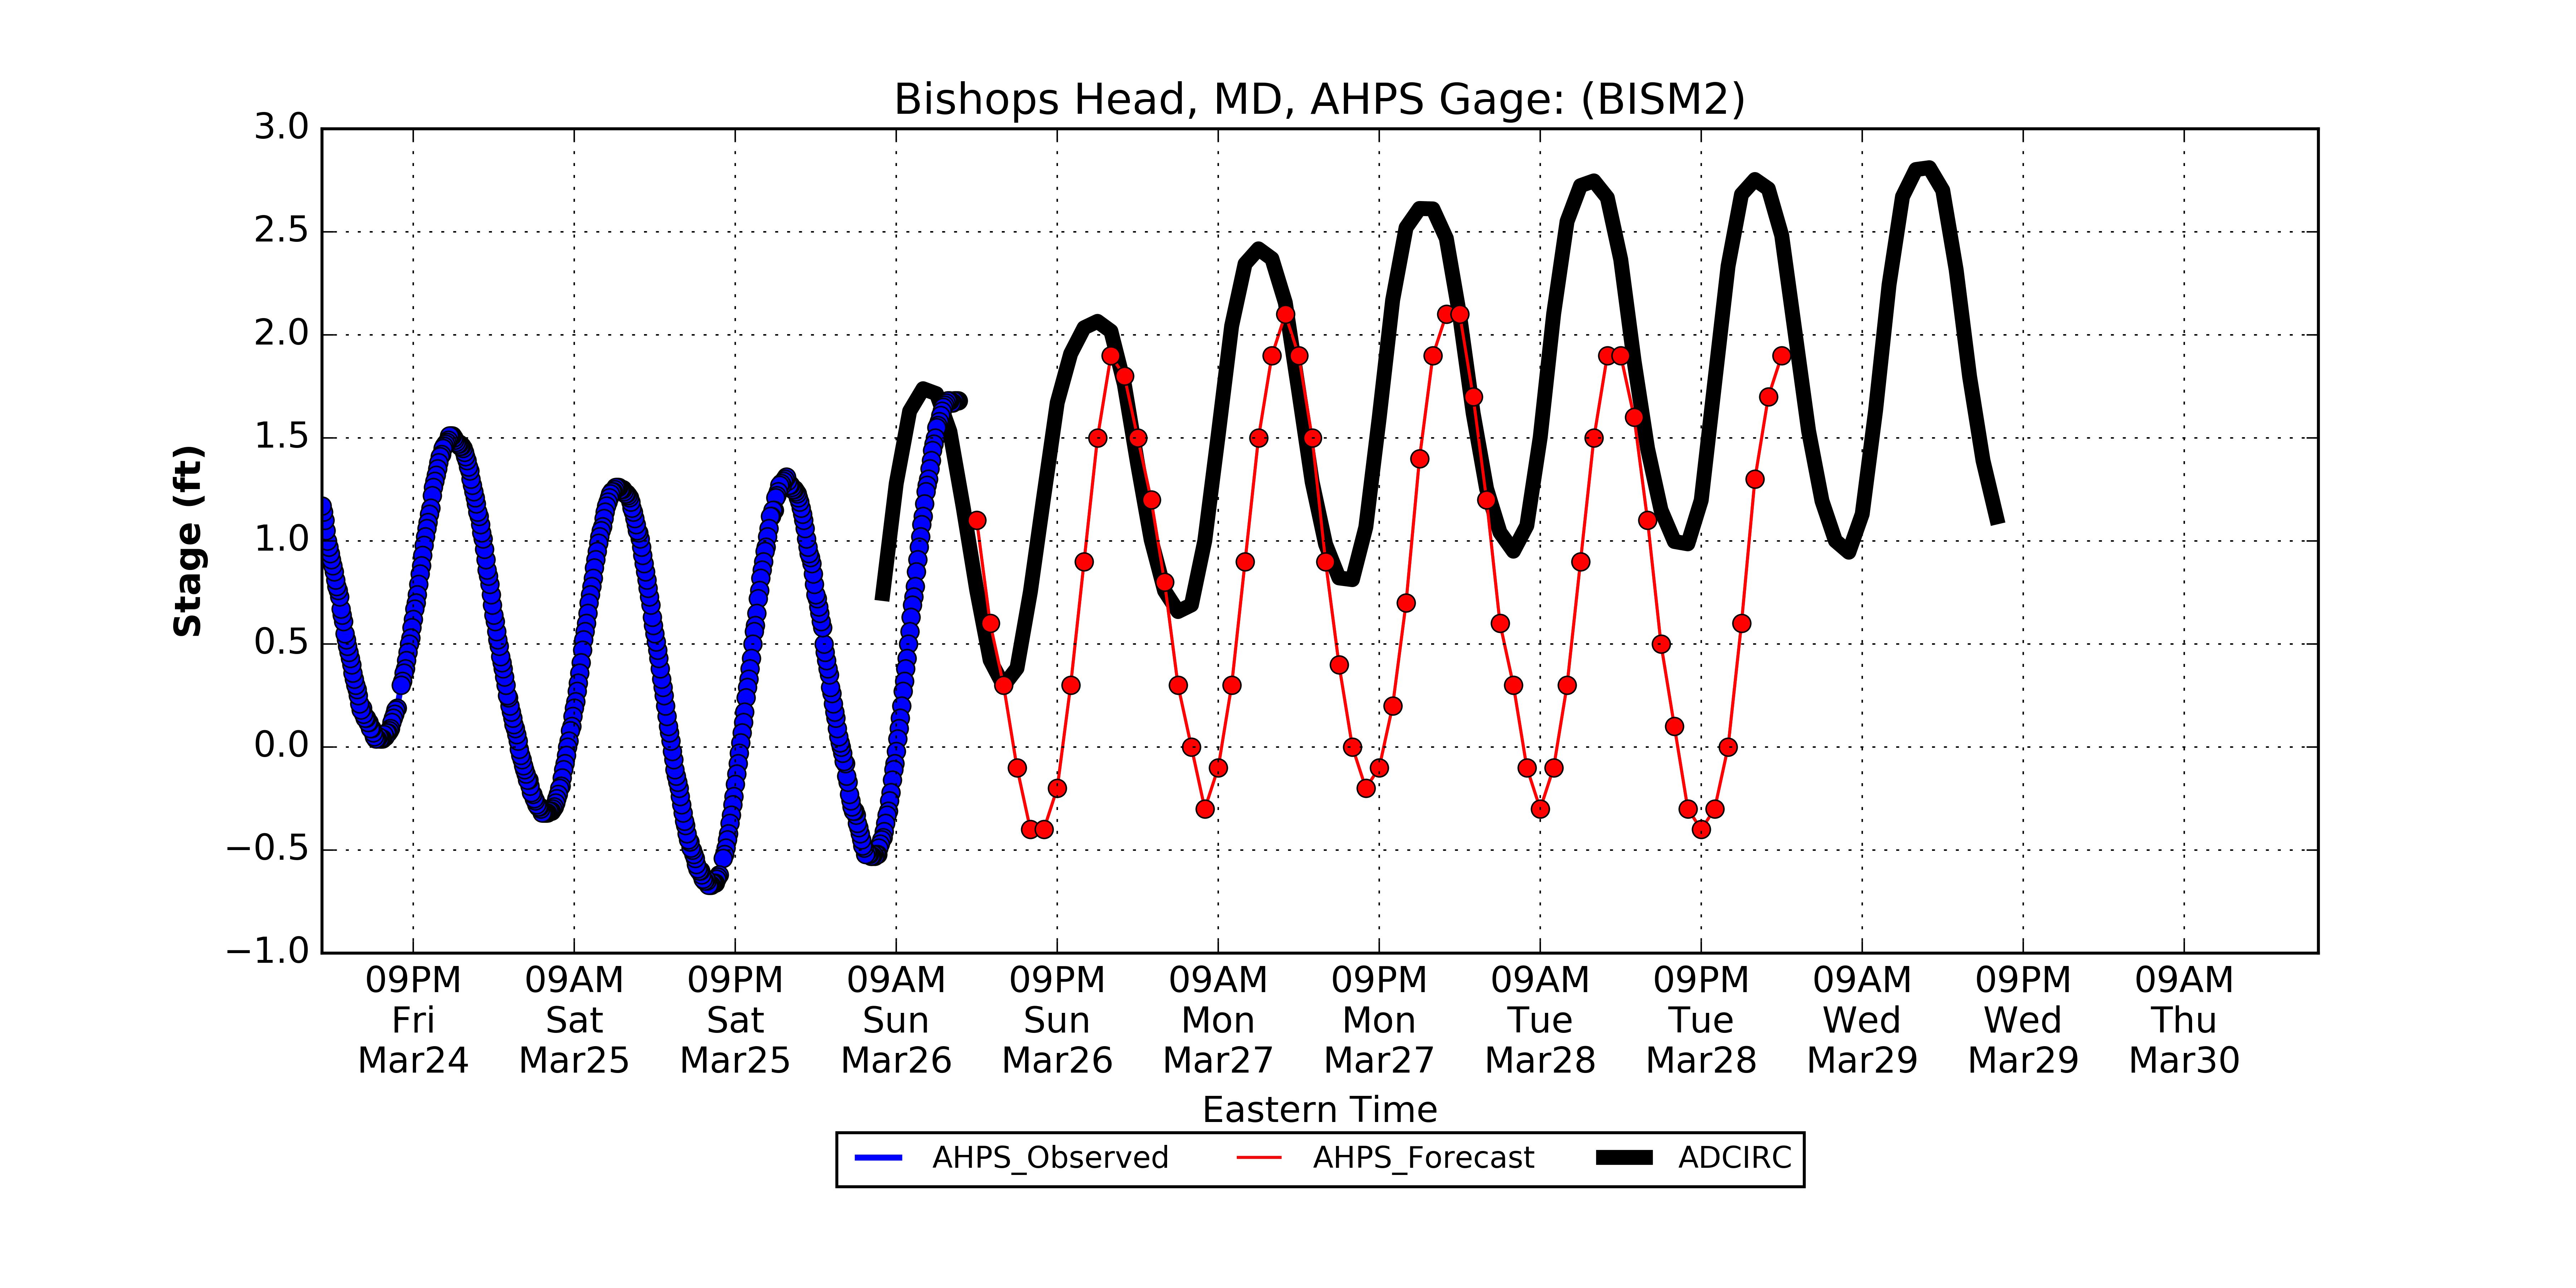 Bishops Head, MD, AHPS Gage: (BISM2)
3.0
2.5
2.0
1.5
1.0
0.5
0.0
−0.5
−1.0
Stage (ft)
09PM 09AM 09PM 09AM 09PM 09AM 09PM 09AM 09PM 09AM 09PM 09AM
Fri Sat Sat Sun Sun Mon Mon Tue Tue Wed Wed Thu
Mar24 Mar25 Mar25 Mar26 Mar26 Mar27 Mar27 Mar28 Mar28 Mar29 Mar29 Mar30
Eastern Time
AHPS_Observed AHPS_Forecast ADCIRC